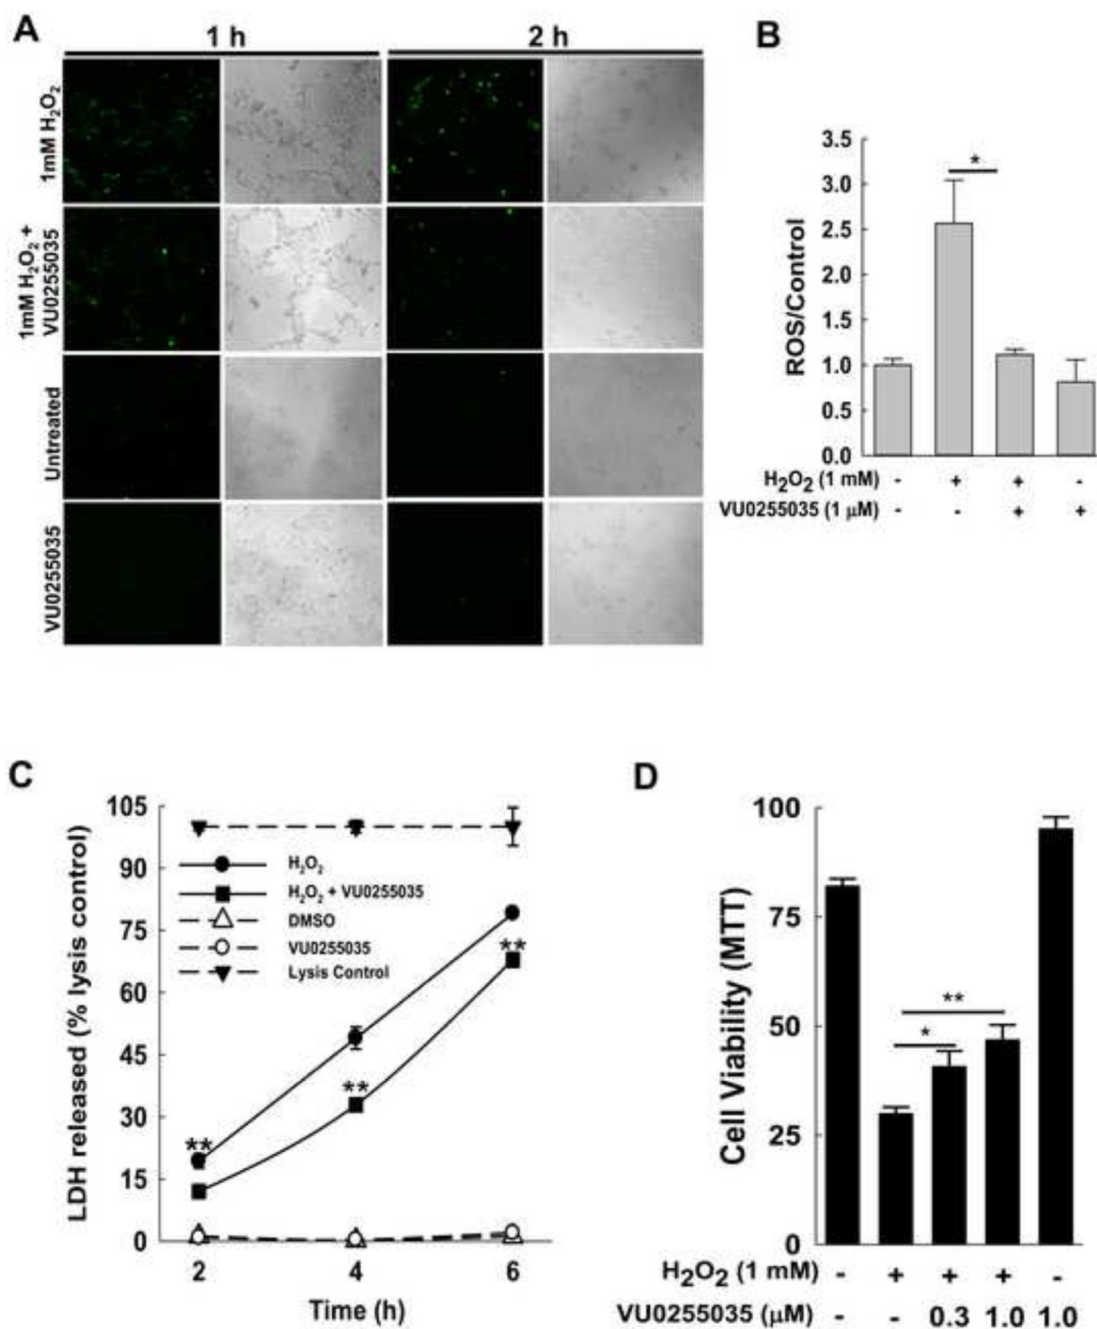 A
1 h
2 h
1mM H₂O₂
1mM H₂O₂ +
VU0255035
Untreated
VU0255035
B
ROS/Control
3.5
3.0
2.5
2.0
1.5
1.0
0.5
0.0
*
H₂O₂ (1 mM) - + + -
VU0255035 (1 μM) - - + +
C
LDH released (% lysis control)
105
90
75
60
45
30
15
0
H₂O₂
H₂O₂ + VU0255035
DMSO
VU0255035
Lysis Control
**
**
**
2 4 6
Time (h)
D
Cell Viability (MTT)
100
75
50
25
0
**
*
H₂O₂ (1 mM) - + + + -
VU0255035 (μM) - - 0.3 1.0 1.0